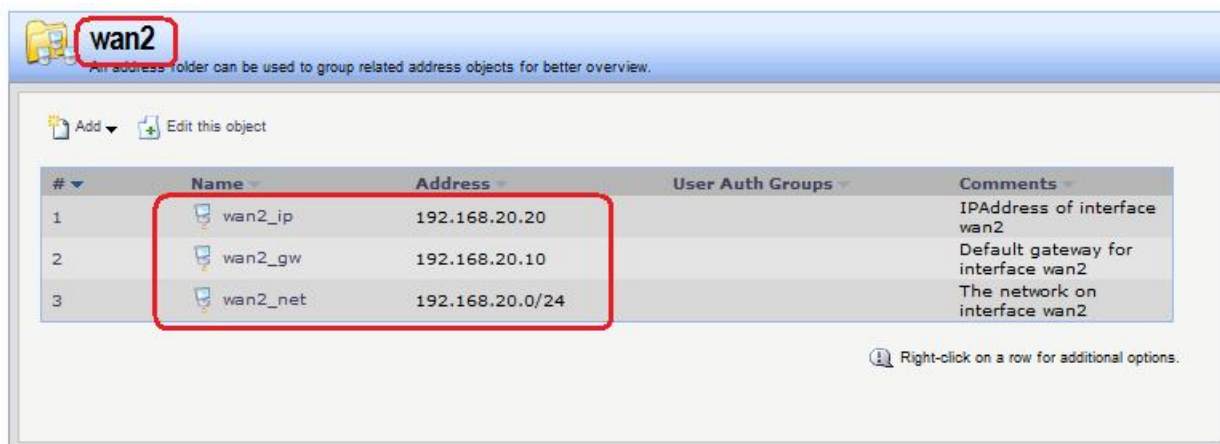 wan2
An address folder can be used to group related address objects for better overview.
Add Edit this object
# Name Address User Auth Groups Comments
1 wan2_ip 192.168.20.20 IPAddress of interface
wan2
2 wan2_gw 192.168.20.10 Default gateway for
interface wan2
3 wan2_net 192.168.20.0/24 The network on
interface wan2
Right-click on a row for additional options.